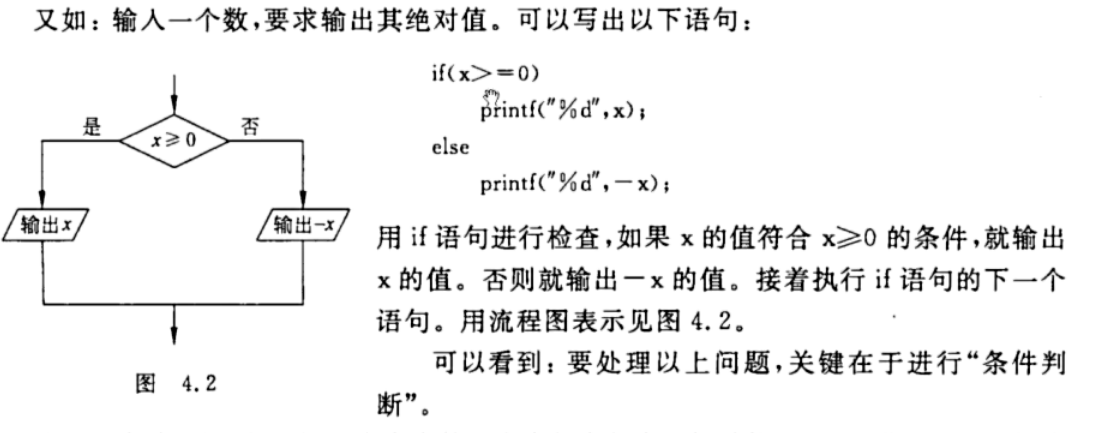 又如：输入一个数，要求输出其绝对值。可以写出以下语句：
if(x>=0)
printf("%d",x);
else
printf("%d",-x);
是
x≥0
否
输出x
输出-x
图 4.2
用 if 语句进行检查，如果 x 的值符合 x≥0 的条件，就输出
x 的值。否则就输出－x 的值。接着执行 if 语句的下一个
语句。用流程图表示见图 4.2。
可以看到：要处理以上问题，关键在于进行“条件判
断”。